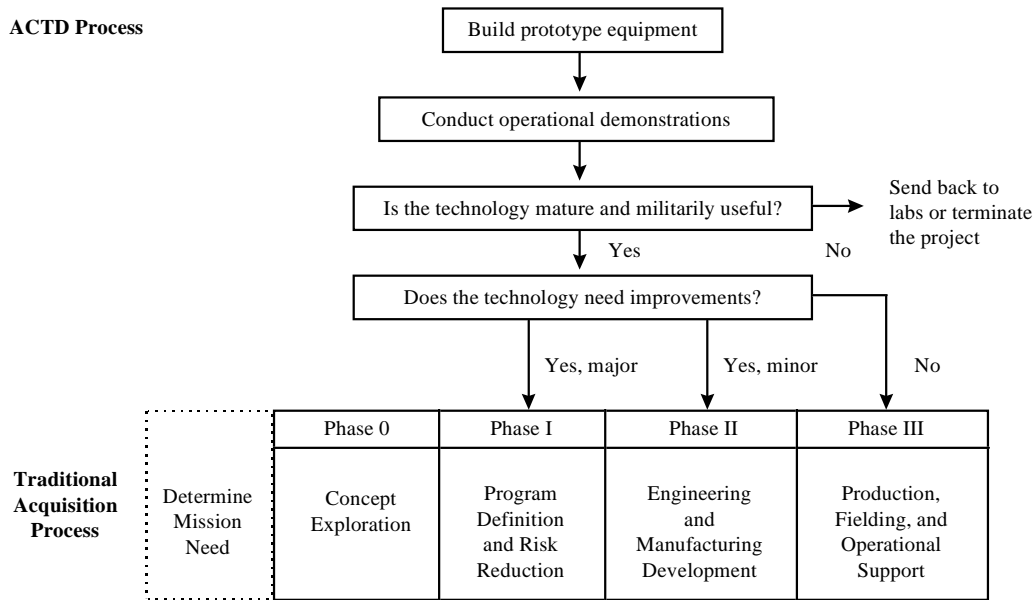 ACTD Process
Build prototype equipment
Conduct operational demonstrations
Is the technology mature and militarily useful?
Send back to
labs or terminate
the project
Yes
No
Does the technology need improvements?
Yes, major
Yes, minor
No
Traditional
Acquisition
Process
Determine
Mission
Need
Phase 0
Concept
Exploration
Phase I
Program
Definition
and Risk
Reduction
Phase II
Engineering
and
Manufacturing
Development
Phase III
Production,
Fielding, and
Operational
Support